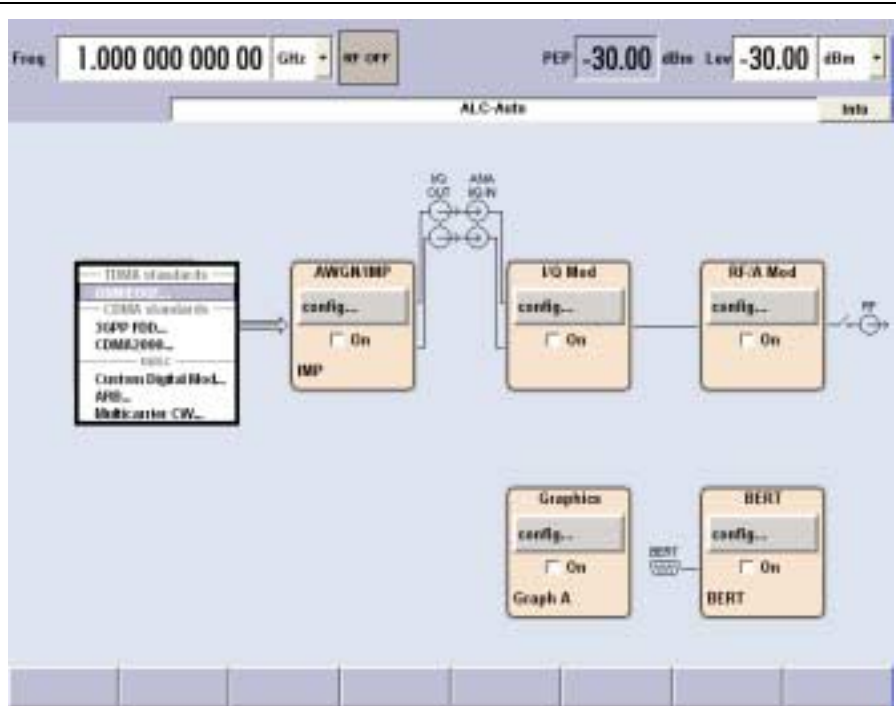 Freq 1.000 000 000 00 GHz RF OFF PEP -30.00 dBm Lev -30.00 dBm
ALC-Auto Info
I/Q OUT ANA I/Q IN
TDMA standards
CDMA standards
3GPP FDD...
CDMA2000...
MISC
Custom Digital Mod...
ARB...
Multicarrier CW...
AWGN/IMP
config...
On
IMP
I/Q Mod
config...
On
RF/A Mod
config...
On
RF
Graphics
config...
On
Graph A
BERT
BERT
config...
On
BERT